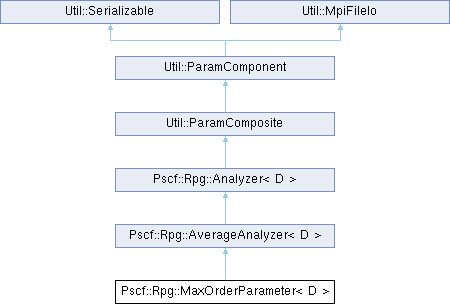 Util::Serializable
Util::MpiFileIo
Util::ParamComponent
Util::ParamComposite
Pscf::Rpg::Analyzer< D >
Pscf::Rpg::AverageAnalyzer< D >
Pscf::Rpg::MaxOrderParameter< D >